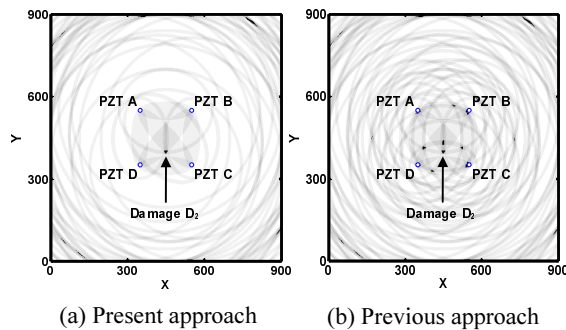 900
600
300
0
Y
0 300 600 900
X
PZT A
PZT B
PZT D
PZT C
Damage D₂
(a) Present approach
900
600
300
0
Y
0 300 600 900
X
PZT A
PZT B
PZT D
PZT C
Damage D₂
(b) Previous approach